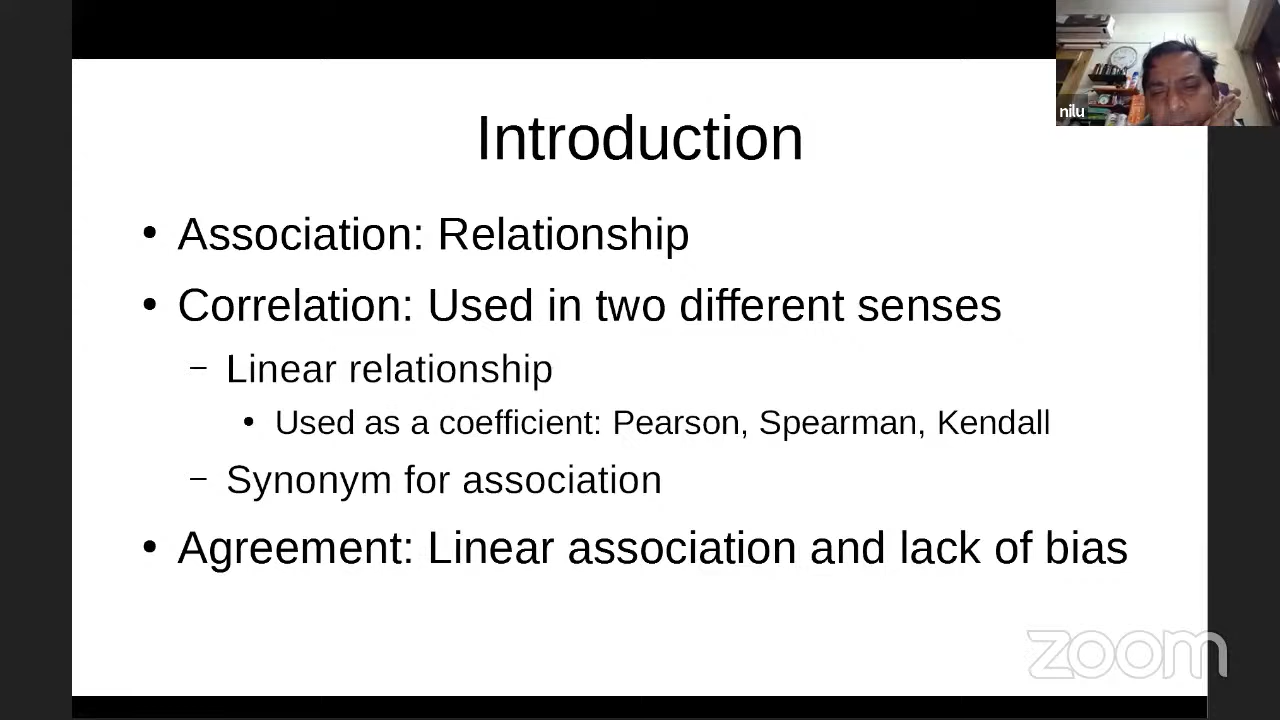 nilu
Introduction
• Association: Relationship
• Correlation: Used in two different senses
– Linear relationship
• Used as a coefficient: Pearson, Spearman, Kendall
– Synonym for association
• Agreement: Linear association and lack of bias
zoom